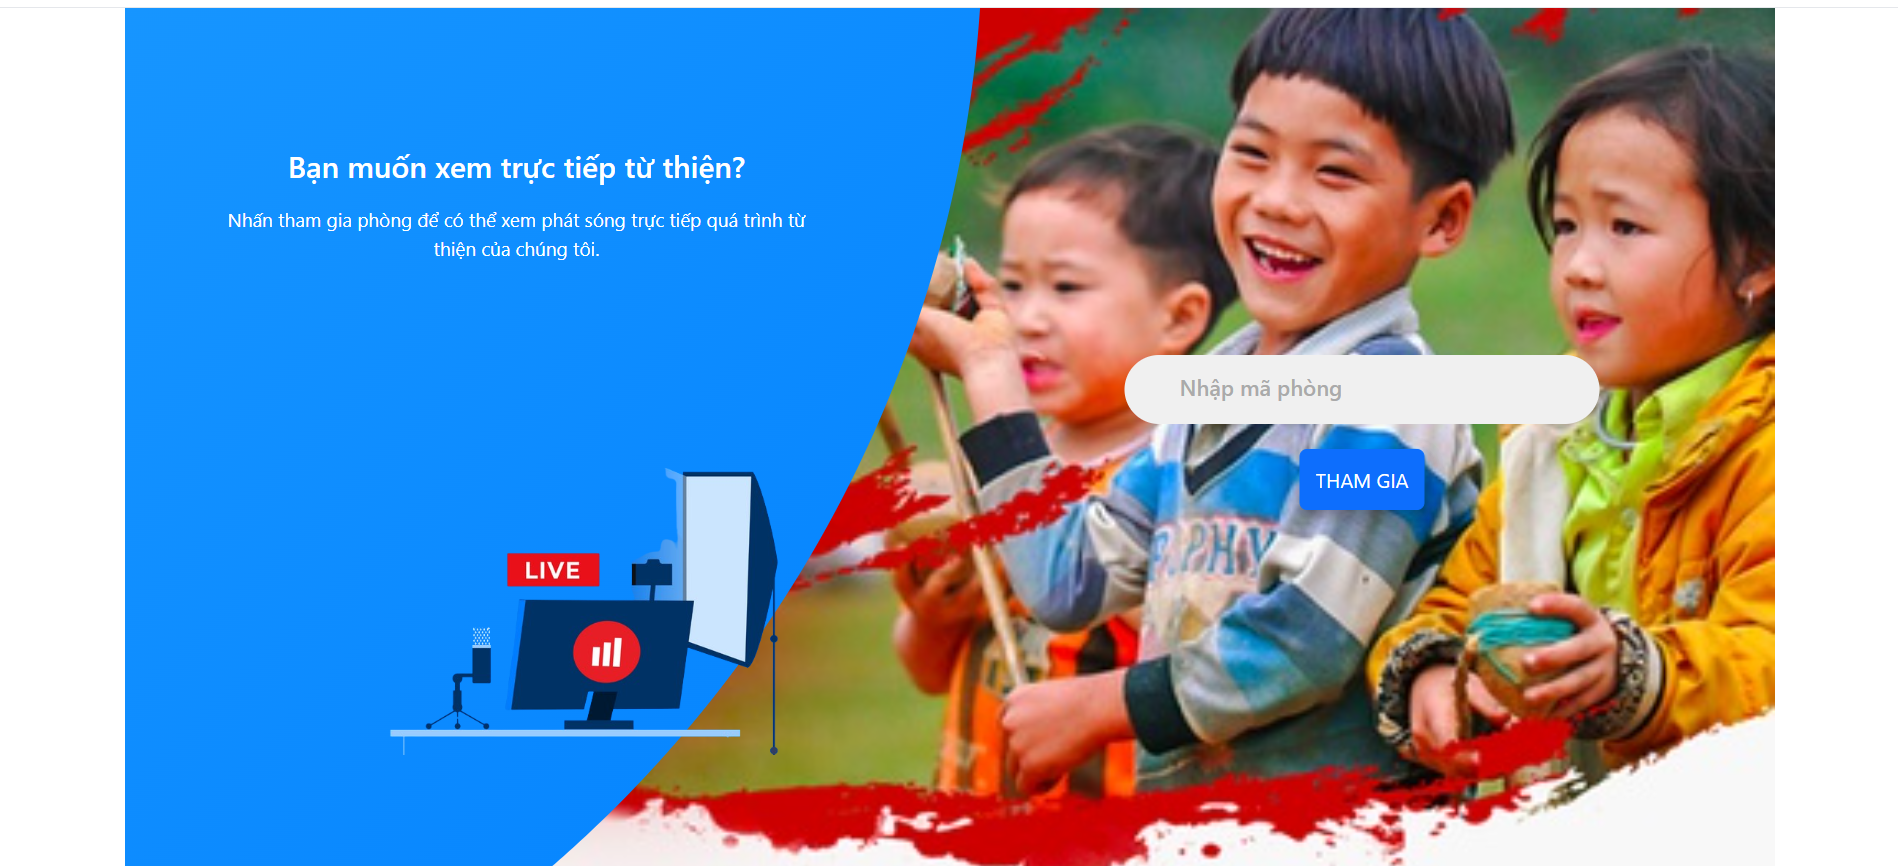 Bạn muốn xem trực tiếp từ thiện?
Nhấn tham gia phòng để có thể xem phát sóng trực tiếp quá trình từ
thiện của chúng tôi.
Nhập mã phòng
THAM GIA
LIVE